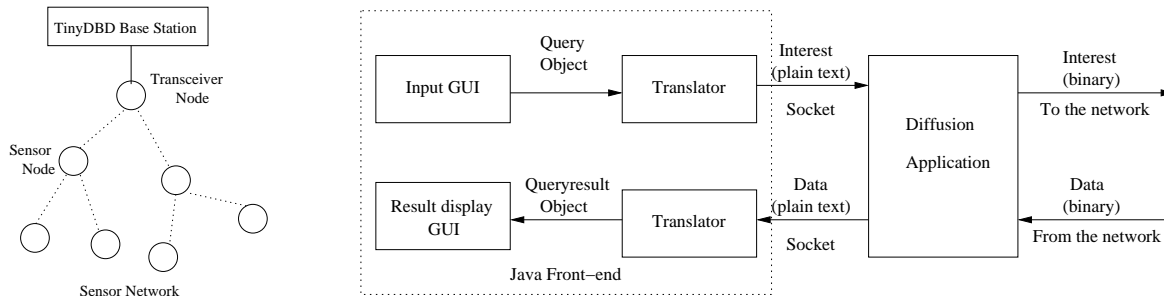 TinyDBD Base Station
Transceiver
Node
Sensor
Node
Sensor Network
Input GUI
Query
Object
Translator
Interest
(plain text)
Socket
Diffusion
Application
Interest
(binary)
To the network
Result display
GUI
Queryresult
Object
Translator
Data
(plain text)
Socket
Data
(binary)
From the network
Java Front−end